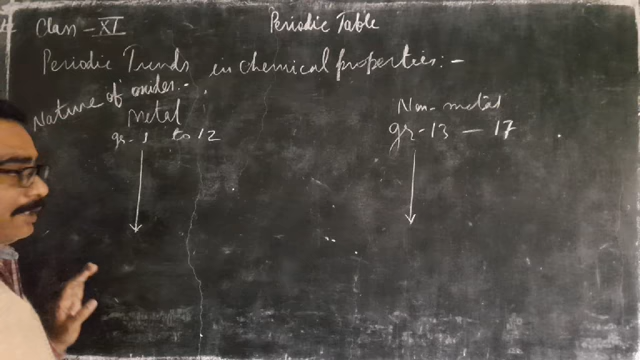 Class - XI
Periodic Table
Periodic Trends in chemical properties:-
Nature of oxides:-
Metal
gr-1 to 12
Non-metal
gr-13 - 17